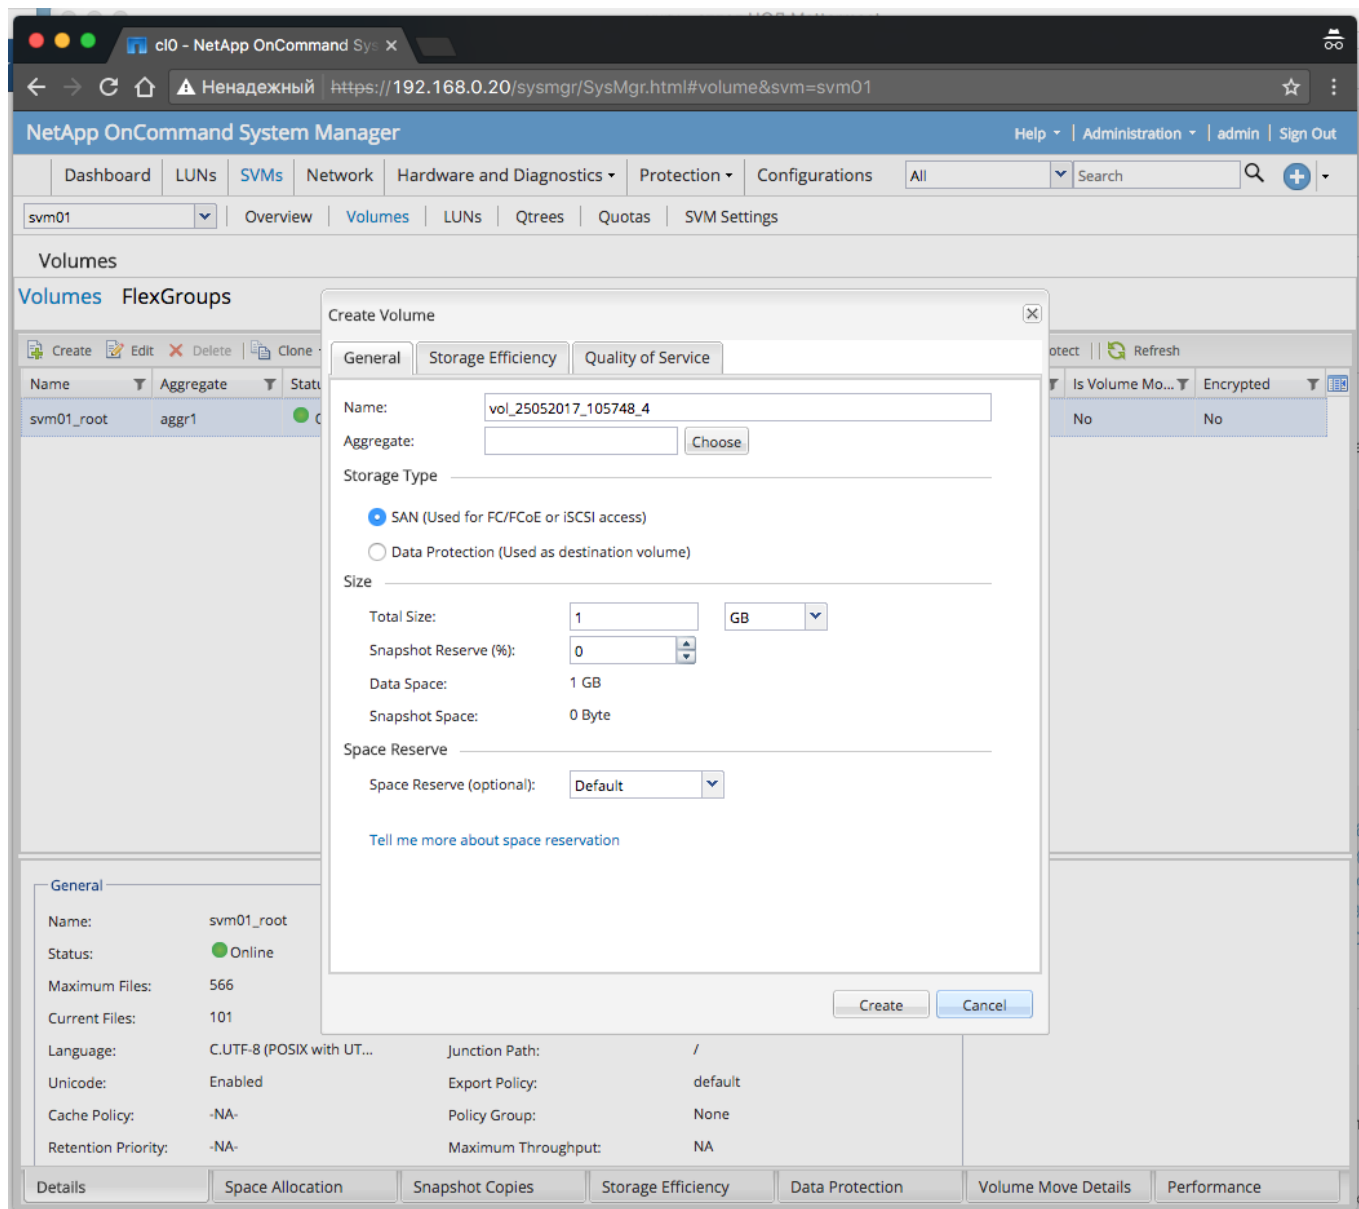 cl0 - NetApp OnCommand Sys
Ненадежный https://192.168.0.20/sysmgr/SysMgr.html#volume&svm=svm01
NetApp OnCommand System Manager Help Administration admin Sign Out
Dashboard LUNs SVMs Network Hardware and Diagnostics Protection Configurations All Search
svm01 Overview Volumes LUNs Qtrees Quotas SVM Settings
Volumes
Volumes FlexGroups
Create Volume
Create Edit Delete Clone General Storage Efficiency Quality of Service Refresh
Name Aggregate Is Volume Mo... Encrypted
svm01_root aggr1 No No
Name: vol_25052017_105748_4
Aggregate: Choose
Storage Type
SAN (Used for FC/FCoE or iSCSI access)
Data Protection (Used as destination volume)
Size
Total Size: 1 GB
Snapshot Reserve (%): 0
Data Space: 1 GB
Snapshot Space: 0 Byte
Space Reserve
Space Reserve (optional): Default
Tell me more about space reservation
Create Cancel
General
Name: svm01_root
Status: Online
Maximum Files: 566
Current Files: 101
Language: C.UTF-8 (POSIX with UT... Junction Path: /
Unicode: Enabled Export Policy: default
Cache Policy: -NA- Policy Group: None
Retention Priority: -NA- Maximum Throughput: NA
Details Space Allocation Snapshot Copies Storage Efficiency Data Protection Volume Move Details Performance